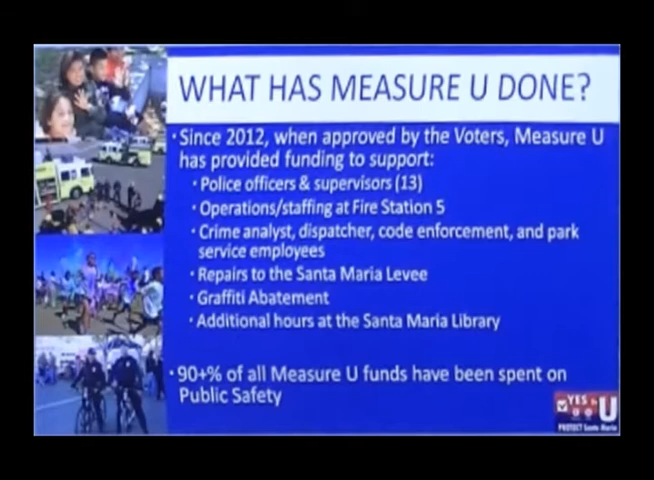 WHAT HAS MEASURE U DONE?
• Since 2012, when approved by the Voters, Measure U
has provided funding to support:
• Police officers & supervisors (13)
• Operations/staffing at Fire Station 5
• Crime analyst, dispatcher, code enforcement, and park
service employees
• Repairs to the Santa Maria Levee
• Graffiti Abatement
• Additional hours at the Santa Maria Library
• 90+% of all Measure U funds have been spent on
Public Safety
YES
U
PROTECT Santa Maria